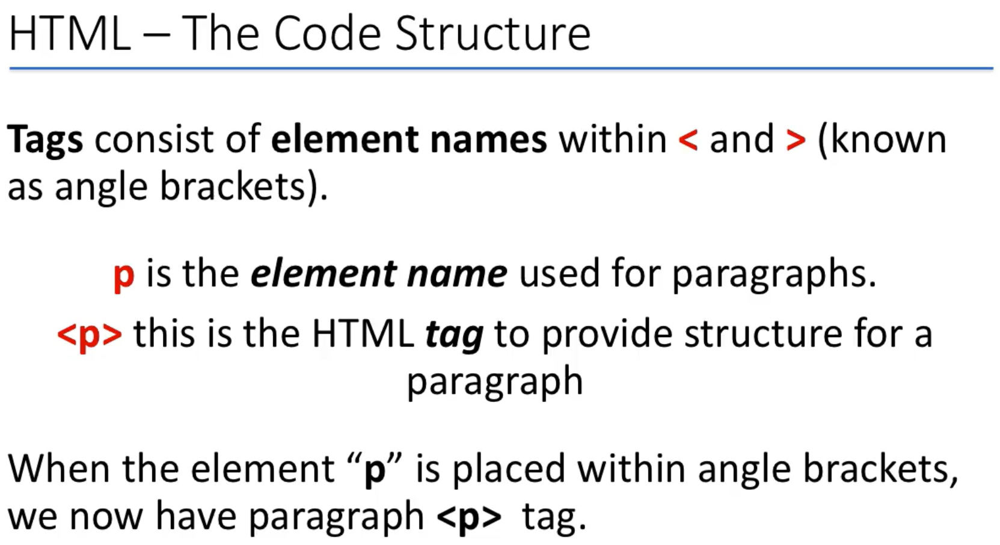 HTML – The Code Structure
Tags consist of element names within < and > (known
as angle brackets).
p is the element name used for paragraphs.
<p> this is the HTML tag to provide structure for a
paragraph
When the element “p” is placed within angle brackets,
we now have paragraph <p> tag.